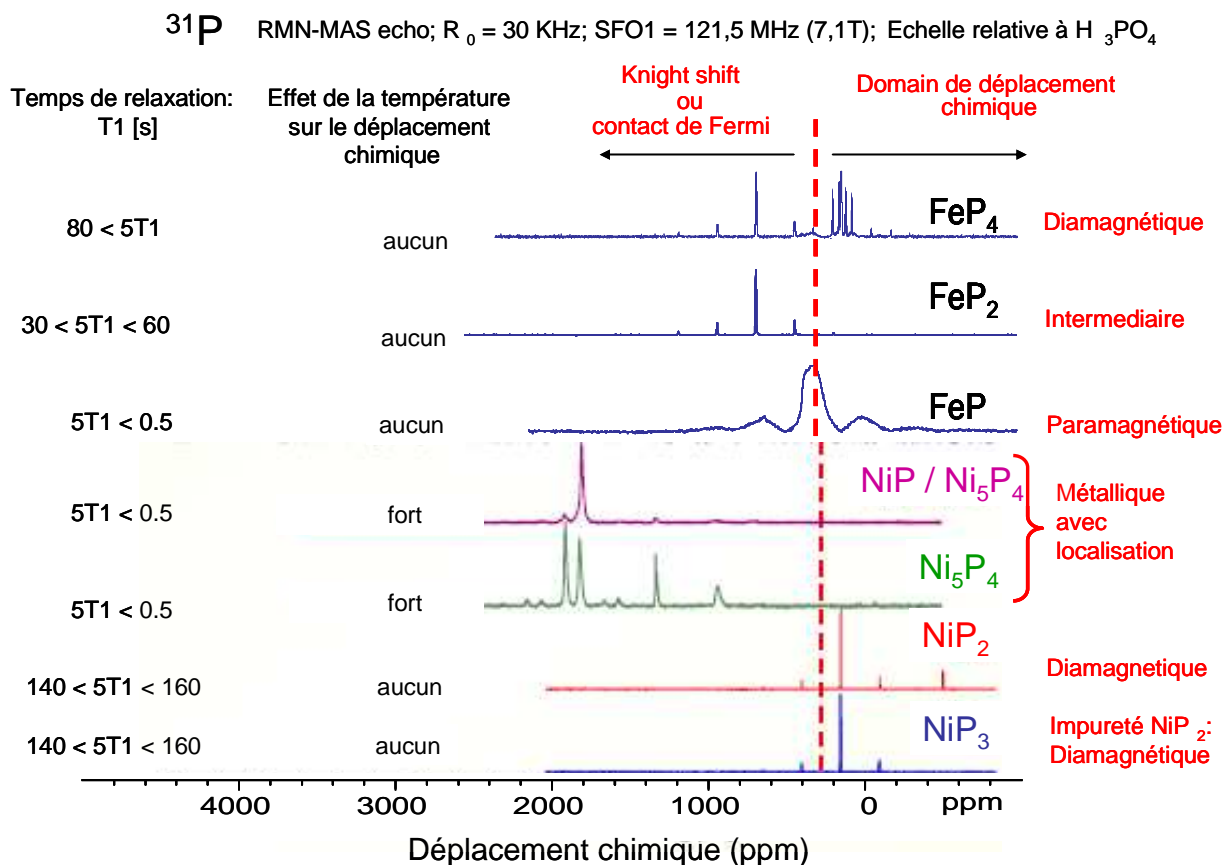 31P RMN-MAS echo; R 0 = 30 KHz; SFO1 = 121,5 MHz (7,1T); Echelle relative à H 3PO4
Temps de relaxation:
T1 [s]
Effet de la température
sur le déplacement
chimique
Knight shift
ou
contact de Fermi
Domain de déplacement
chimique
80 < 5T1
aucun
FeP4
Diamagnétique
30 < 5T1 < 60
aucun
FeP2
Intermediaire
5T1 < 0.5
aucun
FeP
Paramagnétique
5T1 < 0.5
fort
NiP / Ni5P4
Métallique
avec
localisation
5T1 < 0.5
fort
Ni5P4
140 < 5T1 < 160
aucun
NiP2
Diamagnetique
140 < 5T1 < 160
aucun
NiP3
Impureté NiP 2:
Diamagnétique
4000 3000 2000 1000 0 ppm
Déplacement chimique (ppm)